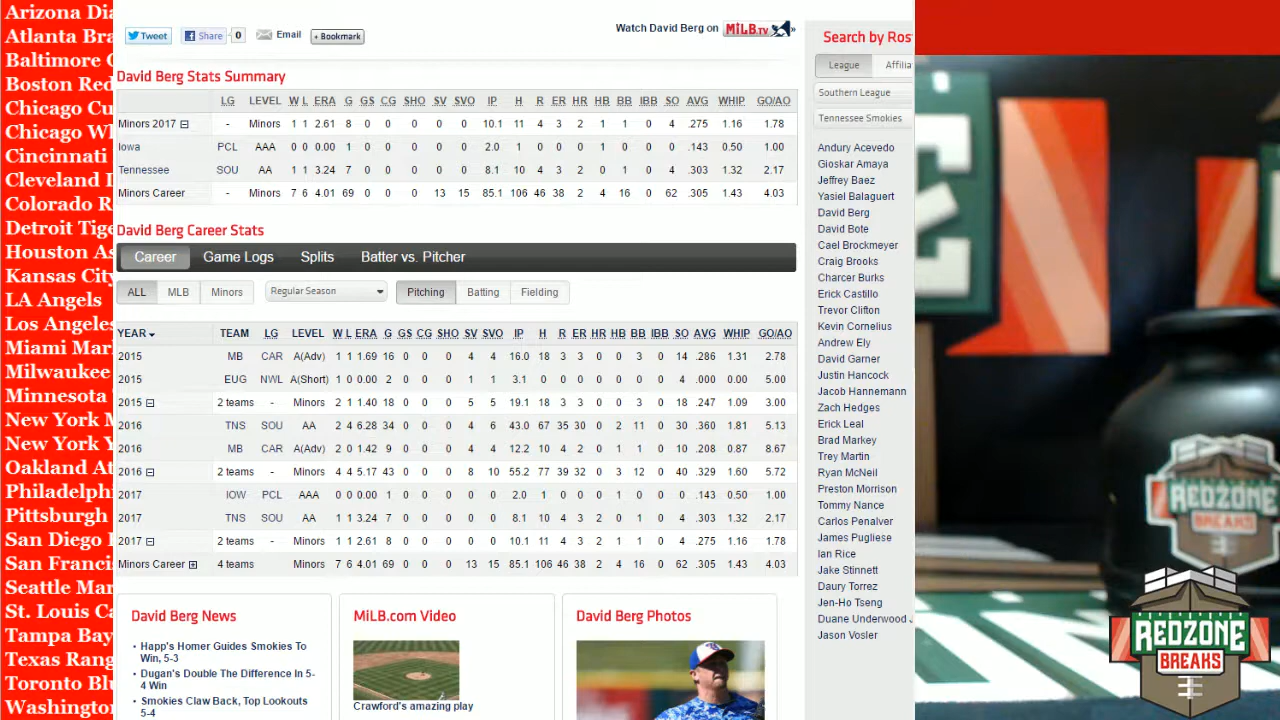 Arizona Dia
Atlanta Bra
Baltimore O
Boston Red
Chicago Cu
Chicago Wh
Cincinnati
Cleveland I
Colorado R
Detroit Tige
Houston As
Kansas City
LA Angels
Los Angeles
Miami Mar
Milwaukee
Minnesota
New York M
New York Y
Oakland At
Philadelph
Pittsburgh
San Diego
San Francis
Seattle Mar
St. Louis Ca
Tampa Bay
Texas Rang
Toronto Blu
Washington
Tweet Share 0 Email + Bookmark
Watch David Berg on MiLB.TV »
David Berg Stats Summary
LG LEVEL W L ERA G GS CG SHO SV SVO IP H R ER HR HB BB IBB SO AVG WHIP GO/AO
Minors 2017 - Minors 1 1 2.61 8 0 0 0 0 0 10.1 11 4 3 2 1 1 0 4 .275 1.16 1.78
Iowa PCL AAA 0 0 0.00 1 0 0 0 0 0 2.0 1 0 0 0 1 0 0 0 .143 0.50 1.00
Tennessee SOU AA 1 1 3.24 7 0 0 0 0 0 8.1 10 4 3 2 0 1 0 4 .303 1.32 2.17
Minors Career - Minors 7 6 4.01 69 0 0 0 13 15 85.1 106 46 38 2 4 16 0 62 .305 1.43 4.03
David Berg Career Stats
Career Game Logs Splits Batter vs. Pitcher
ALL MLB Minors Regular Season Pitching Batting Fielding
YEAR TEAM LG LEVEL W L ERA G GS CG SHO SV SVO IP H R ER HR HB BB IBB SO AVG WHIP GO/AO
2015 MB CAR A(Adv) 1 1 1.69 16 0 0 0 4 4 16.0 18 3 3 0 0 3 0 14 .286 1.31 2.78
2015 EUG NWL A(Short) 1 0 0.00 2 0 0 0 1 1 3.1 0 0 0 0 0 0 0 4 .000 0.00 5.00
2015 2 teams - Minors 2 1 1.40 18 0 0 0 5 5 19.1 18 3 3 0 0 3 0 18 .247 1.09 3.00
2016 TNS SOU AA 2 4 6.28 34 0 0 0 4 6 43.0 67 35 30 0 2 11 0 30 .360 1.81 5.13
2016 MB CAR A(Adv) 2 0 1.42 9 0 0 0 4 4 12.2 10 4 2 0 1 1 0 10 .208 0.87 8.67
2016 2 teams - Minors 4 4 5.17 43 0 0 0 8 10 55.2 77 39 32 0 3 12 0 40 .329 1.60 5.72
2017 IOW PCL AAA 0 0 0.00 1 0 0 0 0 0 2.0 1 0 0 0 1 0 0 0 .143 0.50 1.00
2017 TNS SOU AA 1 1 3.24 7 0 0 0 0 0 8.1 10 4 3 2 0 1 0 4 .303 1.32 2.17
2017 2 teams - Minors 1 1 2.61 8 0 0 0 0 0 10.1 11 4 3 2 1 1 0 4 .275 1.16 1.78
Minors Career 4 teams Minors 7 6 4.01 69 0 0 0 13 15 85.1 106 46 38 2 4 16 0 62 .305 1.43 4.03
David Berg News
• Happ's Homer Guides Smokies To
Win, 5-3
• Dugan's Double The Difference In 5-
4 Win
• Smokies Claw Back, Top Lookouts
5-4
MiLB.com Video
Crawford's amazing play
David Berg Photos
Search by Ros
League Affilia
Southern League
Tennessee Smokies
Andury Acevedo
Gioskar Amaya
Jeffrey Baez
Yasiel Balaguert
David Berg
David Bote
Cael Brockmeyer
Craig Brooks
Charcer Burks
Erick Castillo
Trevor Clifton
Kevin Cornelius
Andrew Ely
David Garner
Justin Hancock
Jacob Hannemann
Zach Hedges
Erick Leal
Brad Markey
Trey Martin
Ryan McNeil
Preston Morrison
Tommy Nance
Carlos Penalver
James Pugliese
Ian Rice
Jake Stinnett
Daury Torrez
Jen-Ho Tseng
Duane Underwood J
Jason Vosler
REDZONE
BREAKS
REDZONE
BREAKS